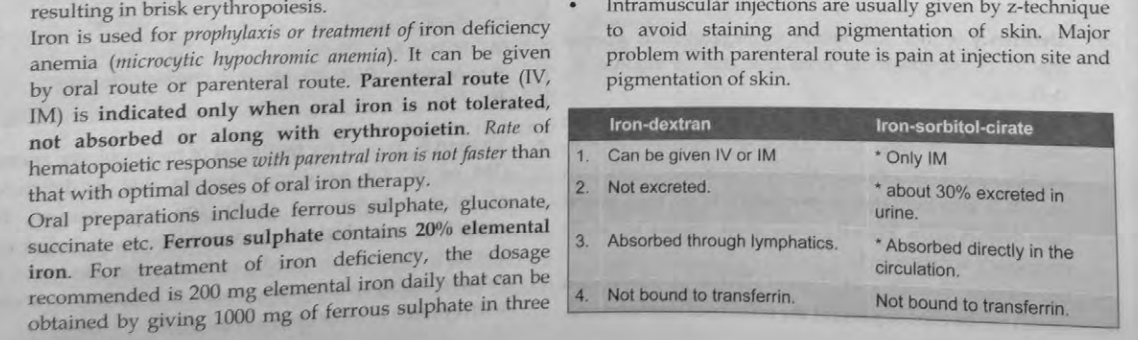 resulting in brisk erythropoiesis.
Iron is used for prophylaxis or treatment of iron deficiency
anemia (microcytic hypochromic anemia). It can be given
by oral route or parenteral route. Parenteral route (IV,
IM) is indicated only when oral iron is not tolerated,
not absorbed or along with erythropoietin. Rate of
hematopoietic response with parentral iron is not faster than
that with optimal doses of oral iron therapy.
Oral preparations include ferrous sulphate, gluconate,
succinate etc. Ferrous sulphate contains 20% elemental
iron. For treatment of iron deficiency, the dosage
recommended is 200 mg elemental iron daily that can be
obtained by giving 1000 mg of ferrous sulphate in three
• Intramuscular injections are usually given by z-technique
to avoid staining and pigmentation of skin. Major
problem with parenteral route is pain at injection site and
pigmentation of skin.
Iron-dextran Iron-sorbitol-cirate
1. Can be given IV or IM * Only IM
2. Not excreted. * about 30% excreted in
urine.
3. Absorbed through lymphatics. * Absorbed directly in the
circulation.
4. Not bound to transferrin. Not bound to transferrin.